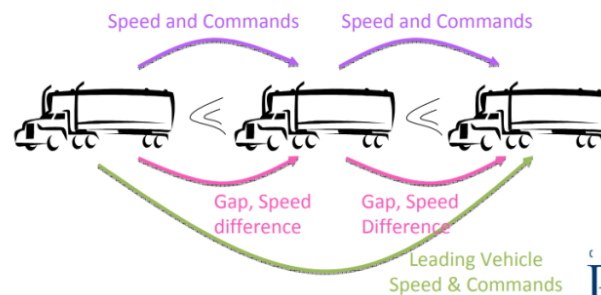 Speed and Commands
Speed and Commands
Gap, Speed
difference
Gap, Speed
Difference
Leading Vehicle
Speed & Commands